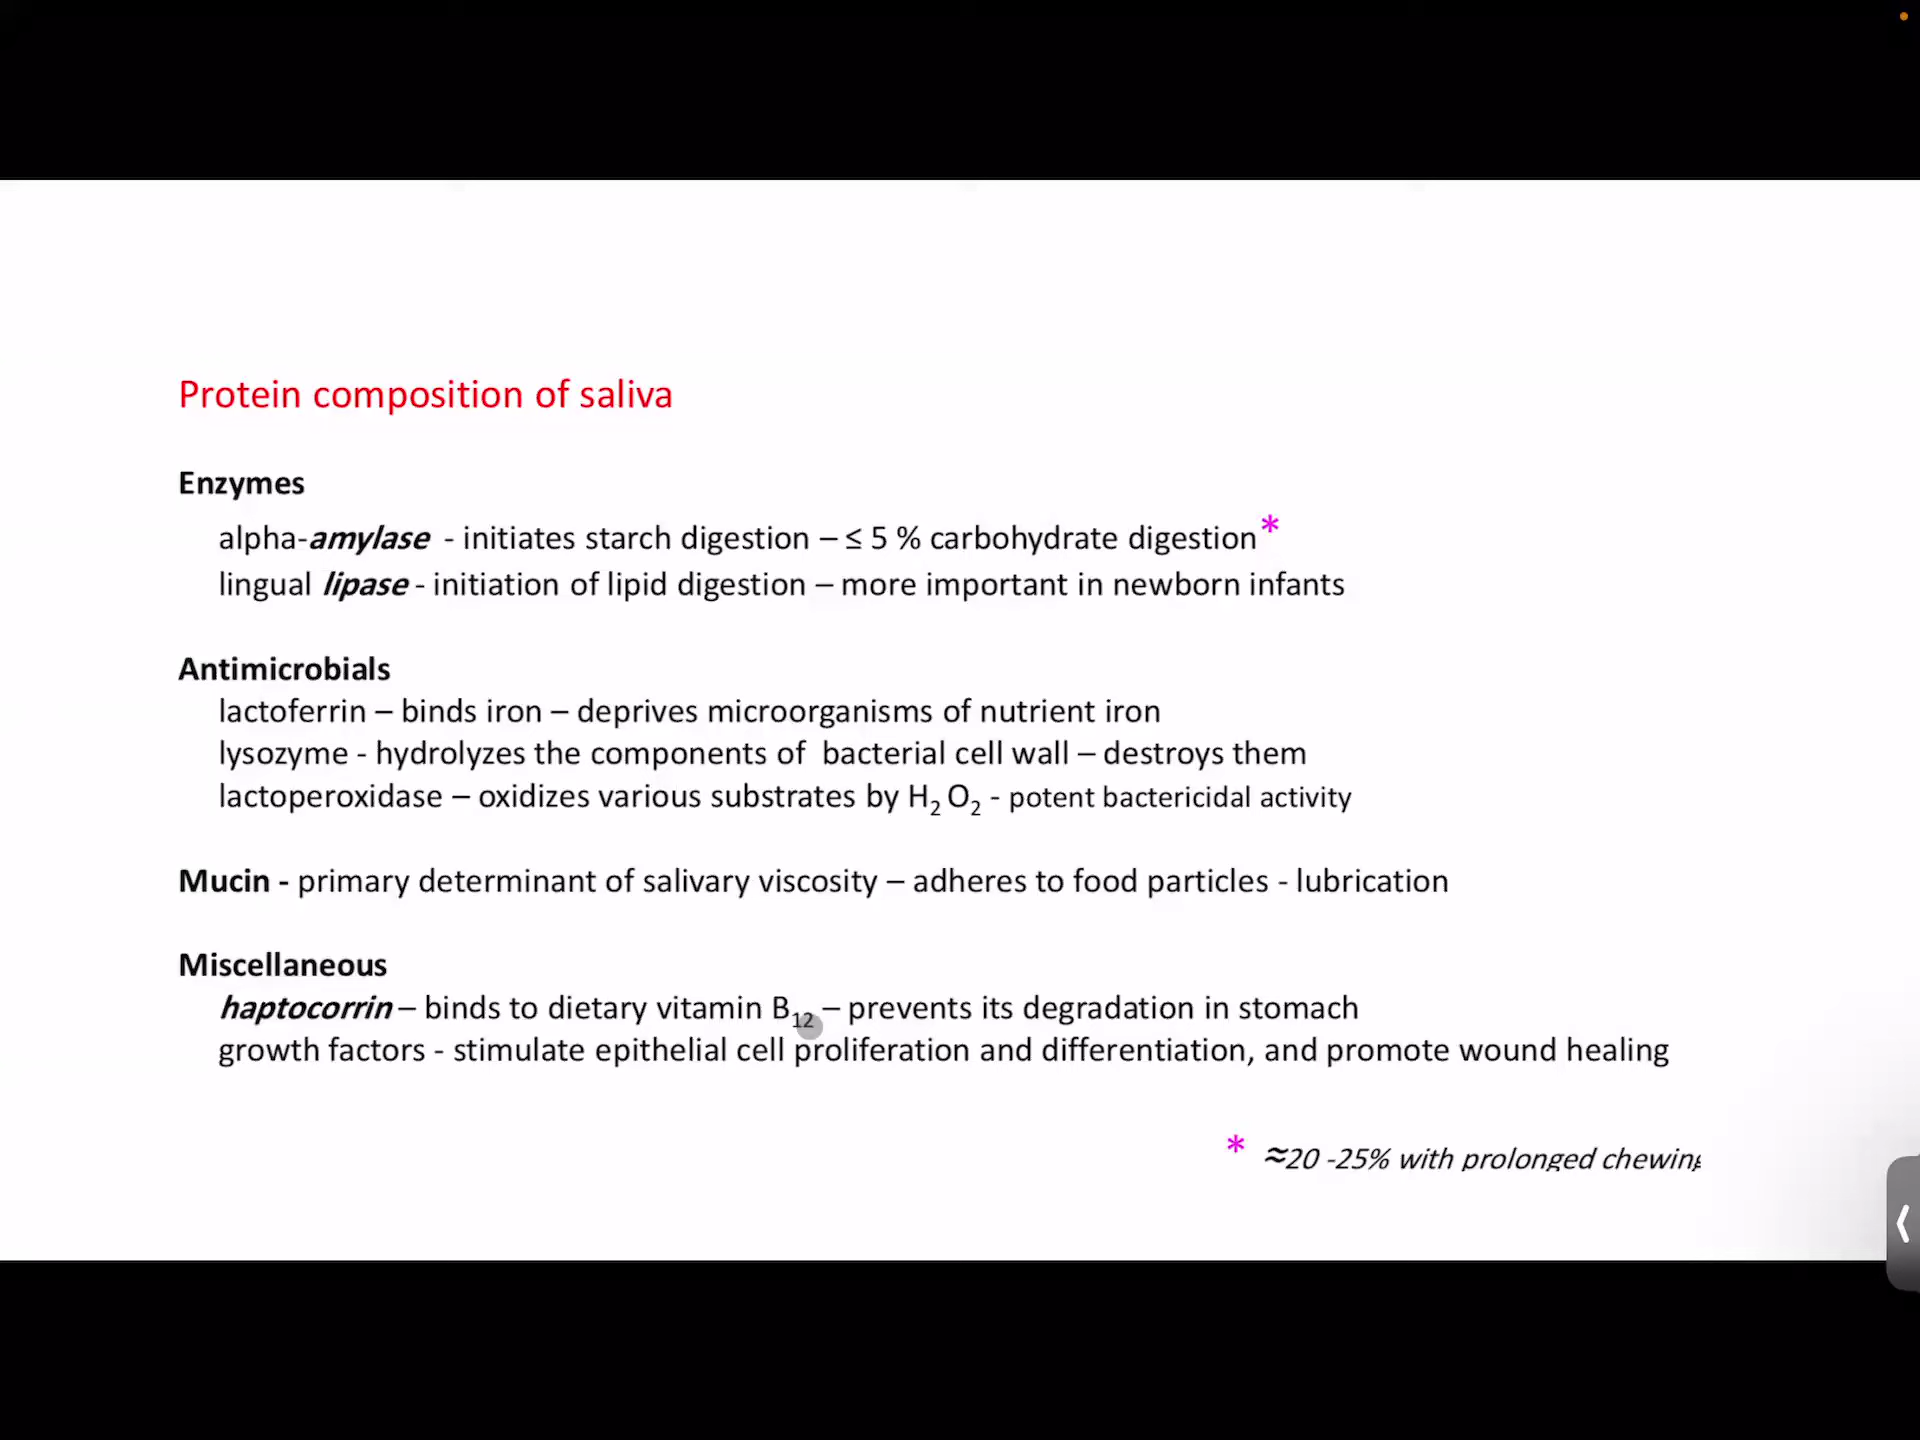 Protein composition of saliva
Enzymes
alpha-amylase - initiates starch digestion – ≤ 5 % carbohydrate digestion*
lingual lipase - initiation of lipid digestion – more important in newborn infants
Antimicrobials
lactoferrin – binds iron – deprives microorganisms of nutrient iron
lysozyme - hydrolyzes the components of  bacterial cell wall – destroys them
lactoperoxidase – oxidizes various substrates by H₂ O₂ - potent bactericidal activity
Mucin - primary determinant of salivary viscosity – adheres to food particles - lubrication
Miscellaneous
haptocorrin – binds to dietary vitamin B₁₂ – prevents its degradation in stomach
growth factors - stimulate epithelial cell proliferation and differentiation, and promote wound healing
* ≈20 -25% with prolonged chewing